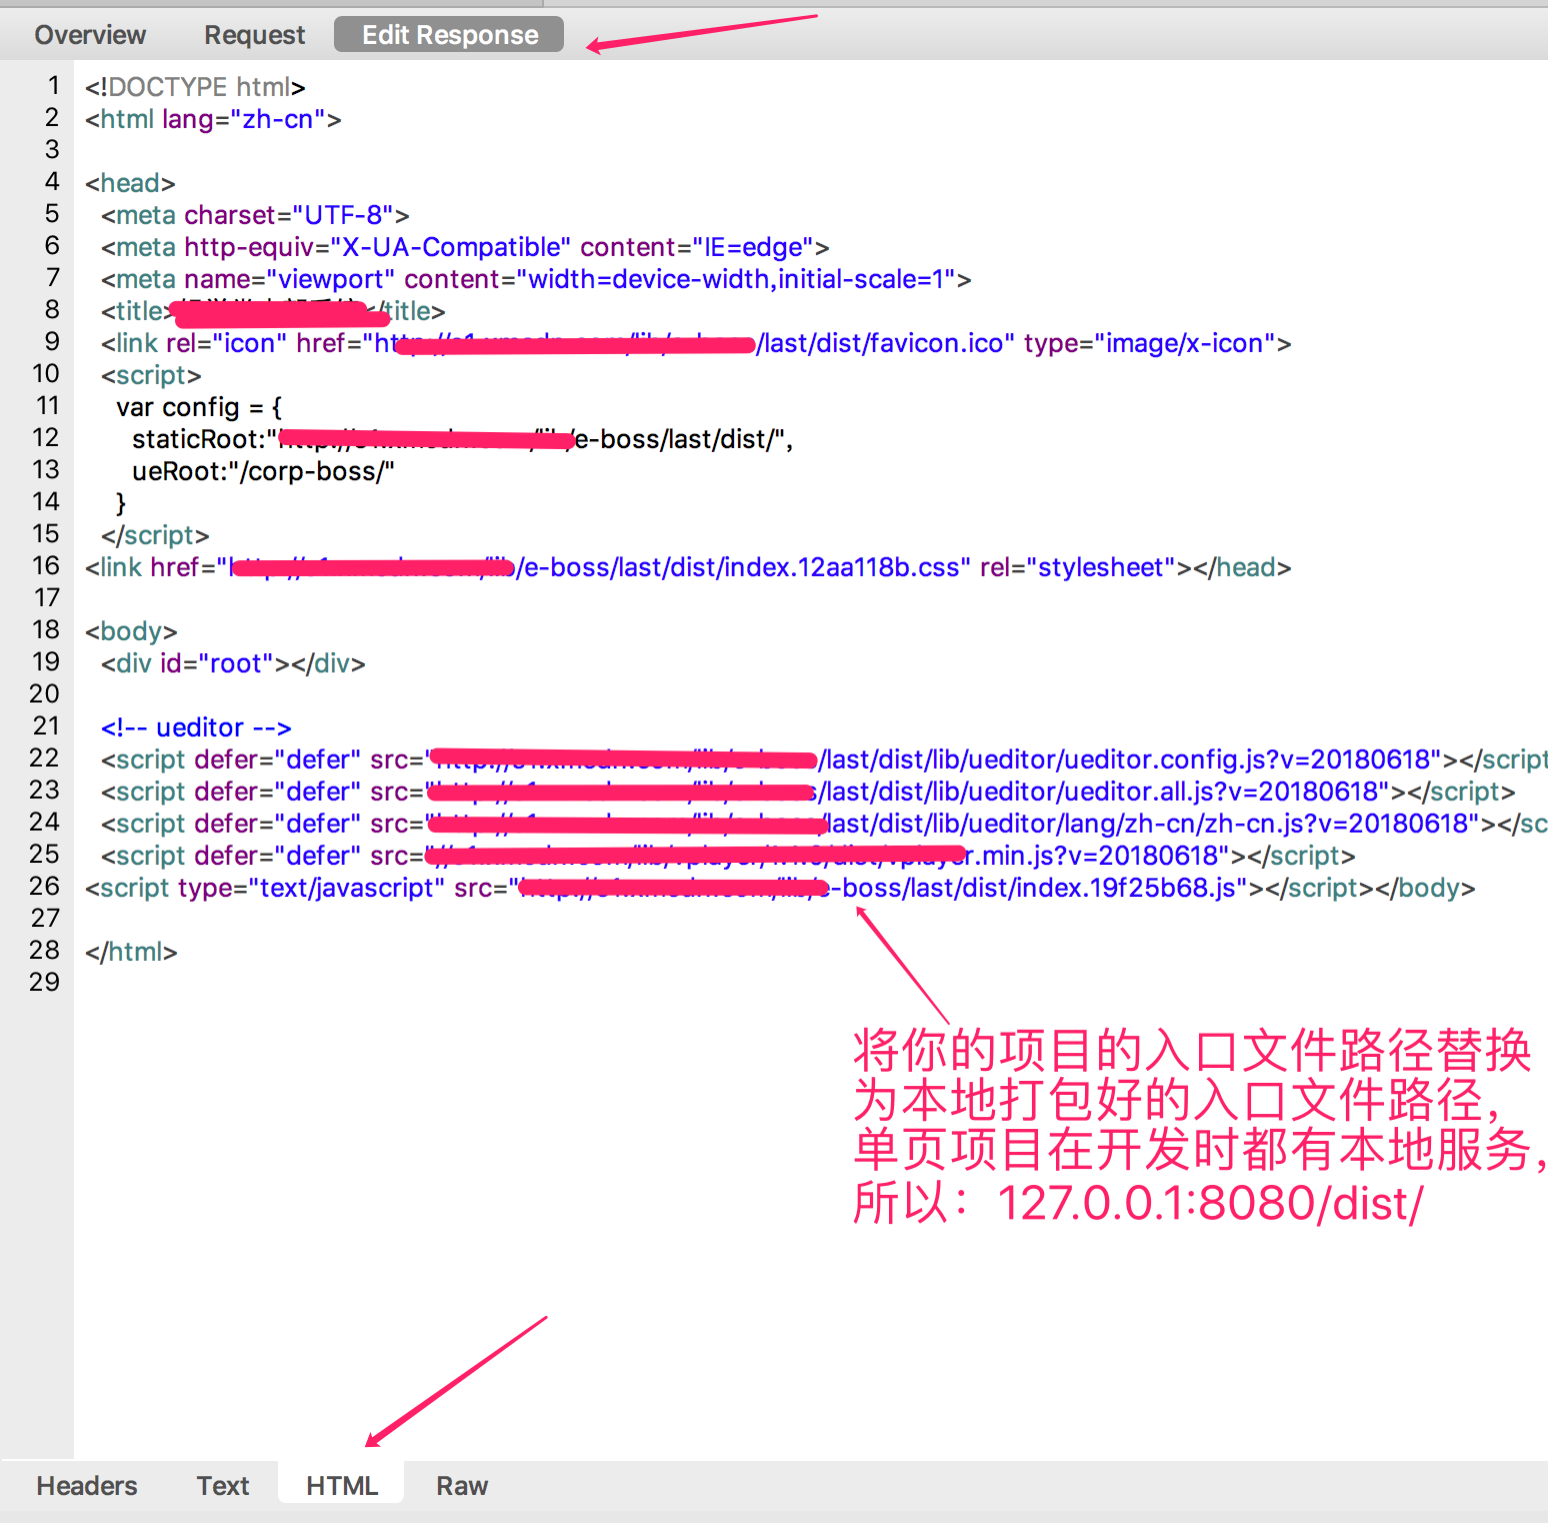 Overview Request Edit Response
1 <!DOCTYPE html>
2 <html lang="zh-cn">
3
4 <head>
5 <meta charset="UTF-8">
6 <meta http-equiv="X-UA-Compatible" content="IE=edge">
7 <meta name="viewport" content="width=device-width,initial-scale=1">
8 <title></title>
9 <link rel="icon" href="ht/last/dist/favicon.ico" type="image/x-icon">
10 <script>
11 var config = {
12 staticRoot:"e-boss/last/dist/",
13 ueRoot:"/corp-boss/"
14 }
15 </script>
16 <link href="/e-boss/last/dist/index.12aa118b.css" rel="stylesheet"></head>
17
18 <body>
19 <div id="root"></div>
20
21 <!-- ueditor -->
22 <script defer="defer" src="/last/dist/lib/ueditor/ueditor.config.js?v=20180618"></script
23 <script defer="defer" src="/last/dist/lib/ueditor/ueditor.all.js?v=20180618"></script>
24 <script defer="defer" src="last/dist/lib/ueditor/lang/zh-cn/zh-cn.js?v=20180618"></sc
25 <script defer="defer" src=".min.js?v=20180618"></script>
26 <script type="text/javascript" src="-boss/last/dist/index.19f25b68.js"></script></body>
27
28 </html>
29
将你的项目的入口文件路径替换
为本地打包好的入口文件路径，
单页项目在开发时都有本地服务，
所以：127.0.0.1:8080/dist/
Headers Text HTML Raw